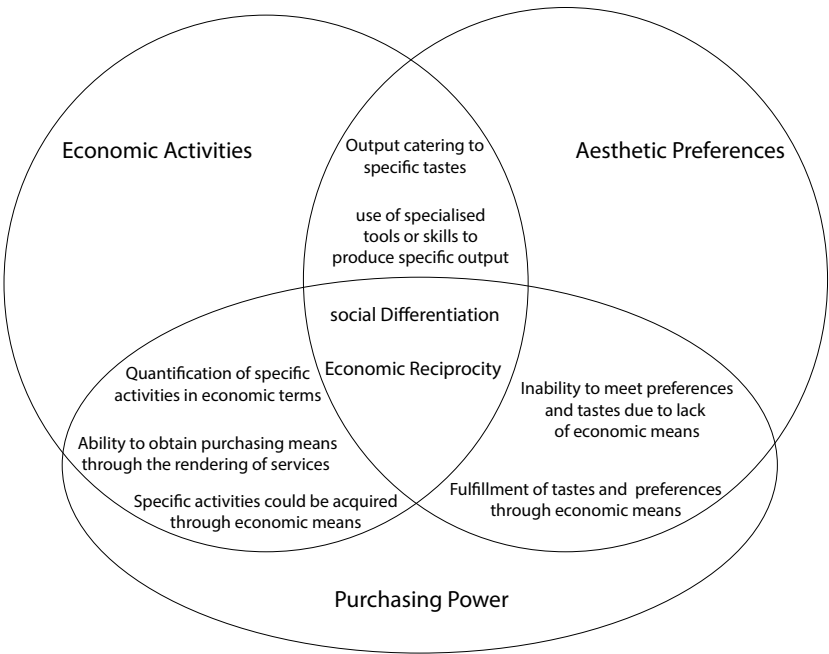 Economic Activities
Aesthetic Preferences
Output catering to
specific tastes
use of specialised
tools or skills to
produce specific output
social Differentiation
Economic Reciprocity
Quantification of specific
activities in economic terms
Ability to obtain purchasing means
through the rendering of services
Specific activities could be acquired
through economic means
Inability to meet preferences
and tastes due to lack
of economic means
Fulfillment of tastes and preferences
through economic means
Purchasing Power